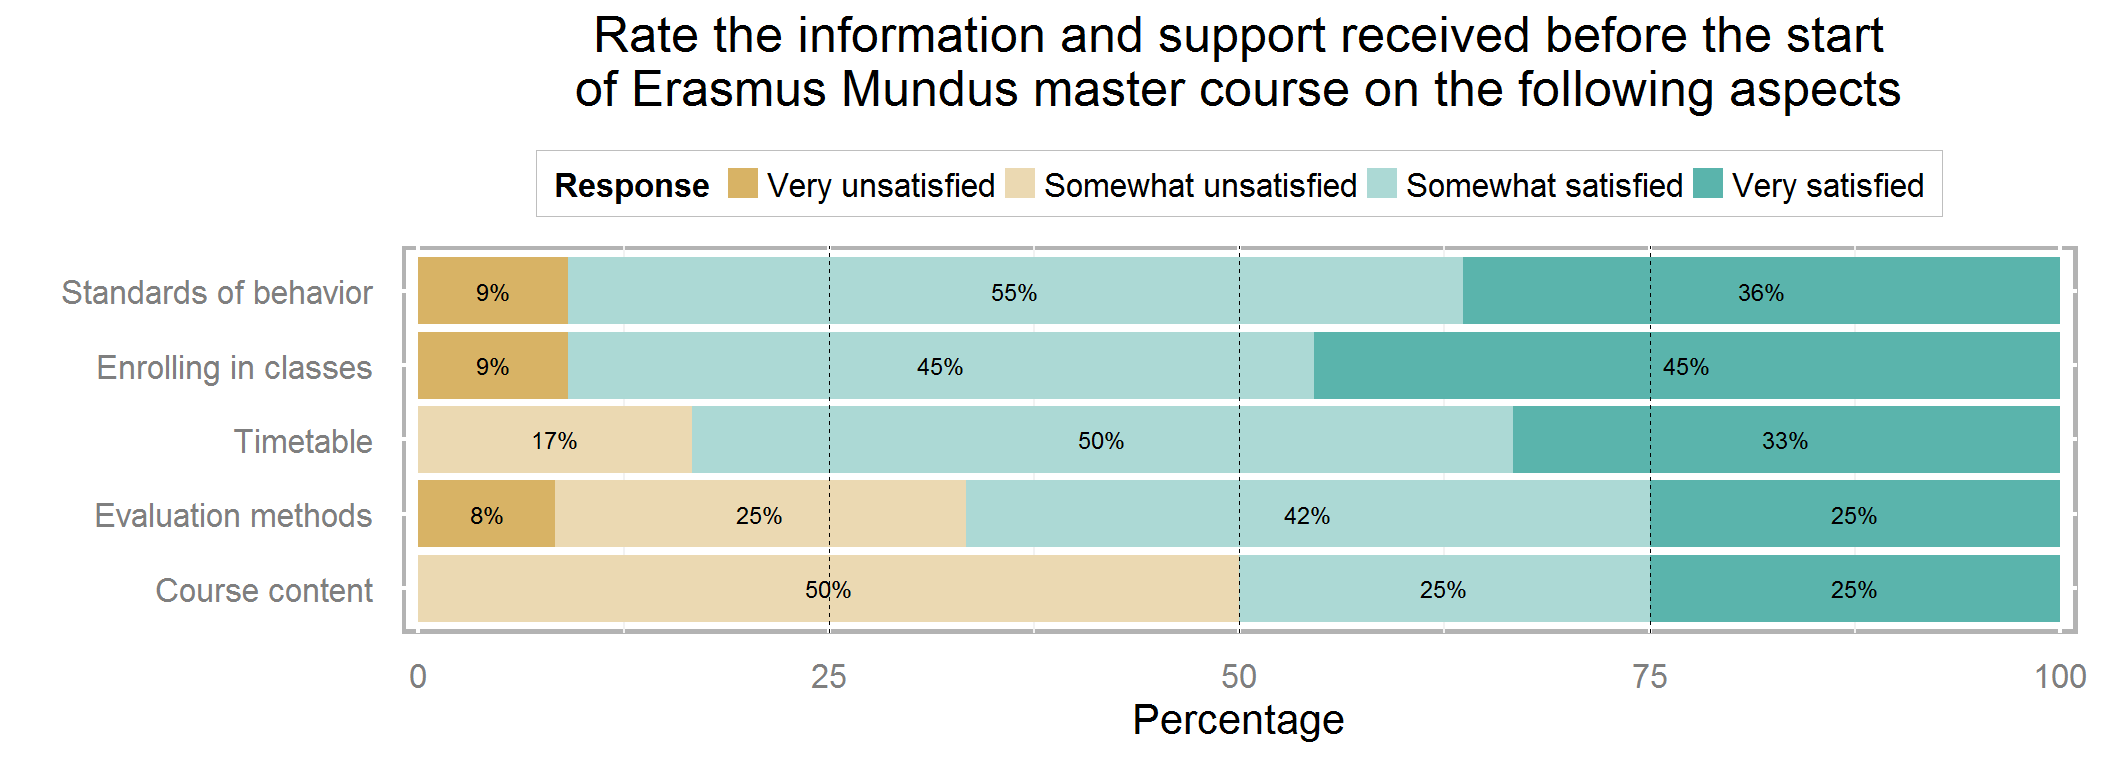 Rate the information and support received before the start
of Erasmus Mundus master course on the following aspects
Response Very unsatisfied Somewhat unsatisfied Somewhat satisfied Very satisfied
Standards of behavior 9% 55% 36%
Enrolling in classes 9% 45% 45%
Timetable 17% 50% 33%
Evaluation methods 8% 25% 42% 25%
Course content 50% 25% 25%
0 25 50 75 100
Percentage